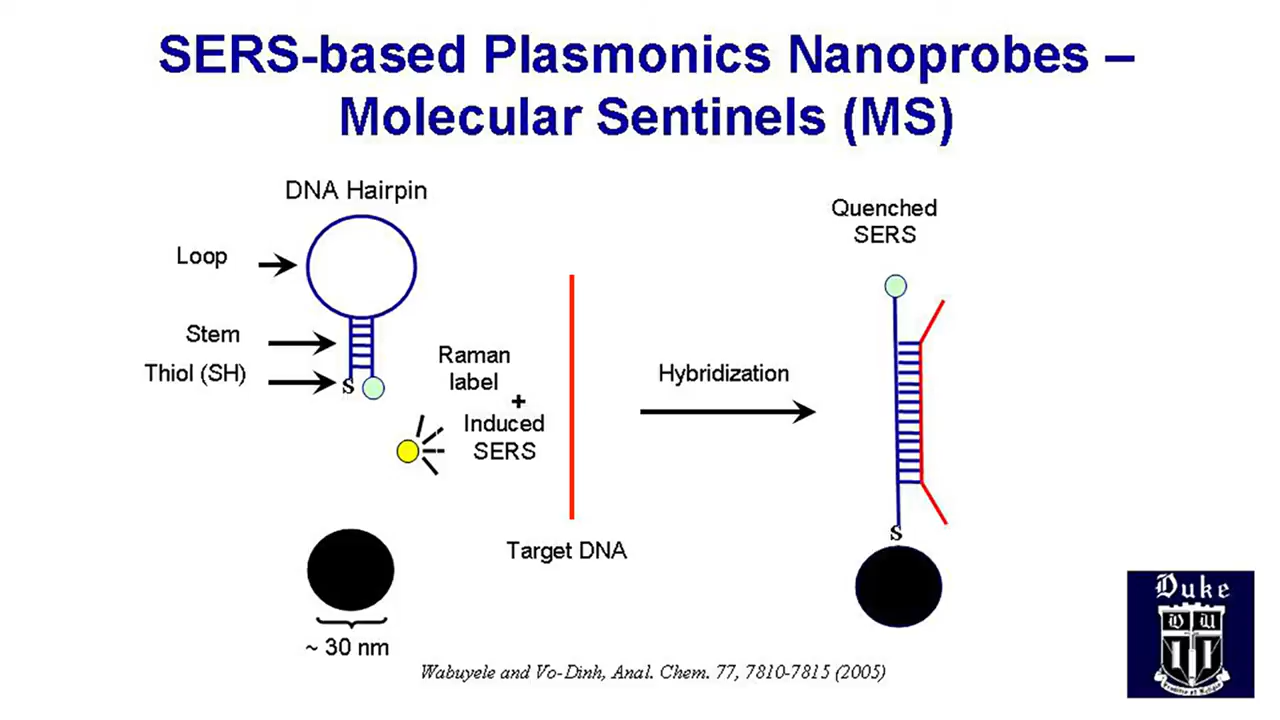 SERS-based Plasmonics Nanoprobes –
Molecular Sentinels (MS)
DNA Hairpin
Loop
Stem
Thiol (SH)
S
Raman
label
+
Induced
SERS
~ 30 nm
Target DNA
Hybridization
Quenched
SERS
S
Wabuyele and Vo-Dinh, Anal. Chem. 77, 7810-7815 (2005)
Duke
D U